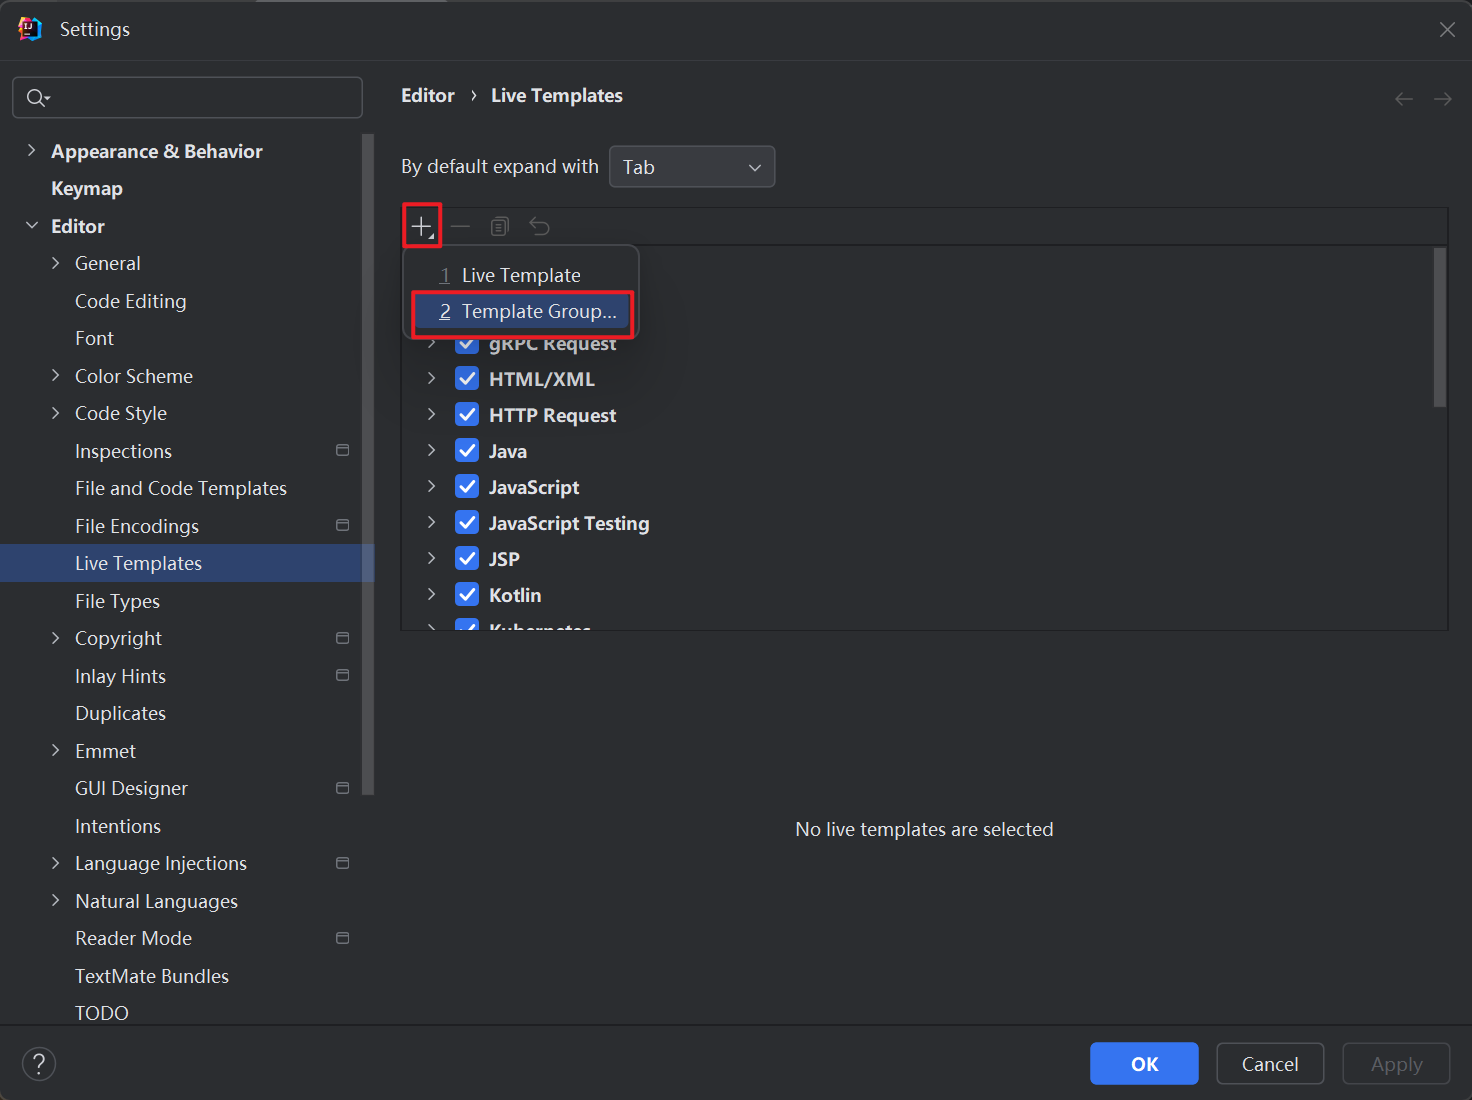 Settings
Appearance & Behavior
Keymap
Editor
General
Code Editing
Font
Color Scheme
Code Style
Inspections
File and Code Templates
File Encodings
Live Templates
File Types
Copyright
Inlay Hints
Duplicates
Emmet
GUI Designer
Intentions
Language Injections
Natural Languages
Reader Mode
TextMate Bundles
TODO
Editor › Live Templates
By default expand with Tab
1 Live Template
2 Template Group...
gRPC Request
HTML/XML
HTTP Request
Java
JavaScript
JavaScript Testing
JSP
Kotlin
Kubernetes
No live templates are selected
?
OK
Cancel
Apply